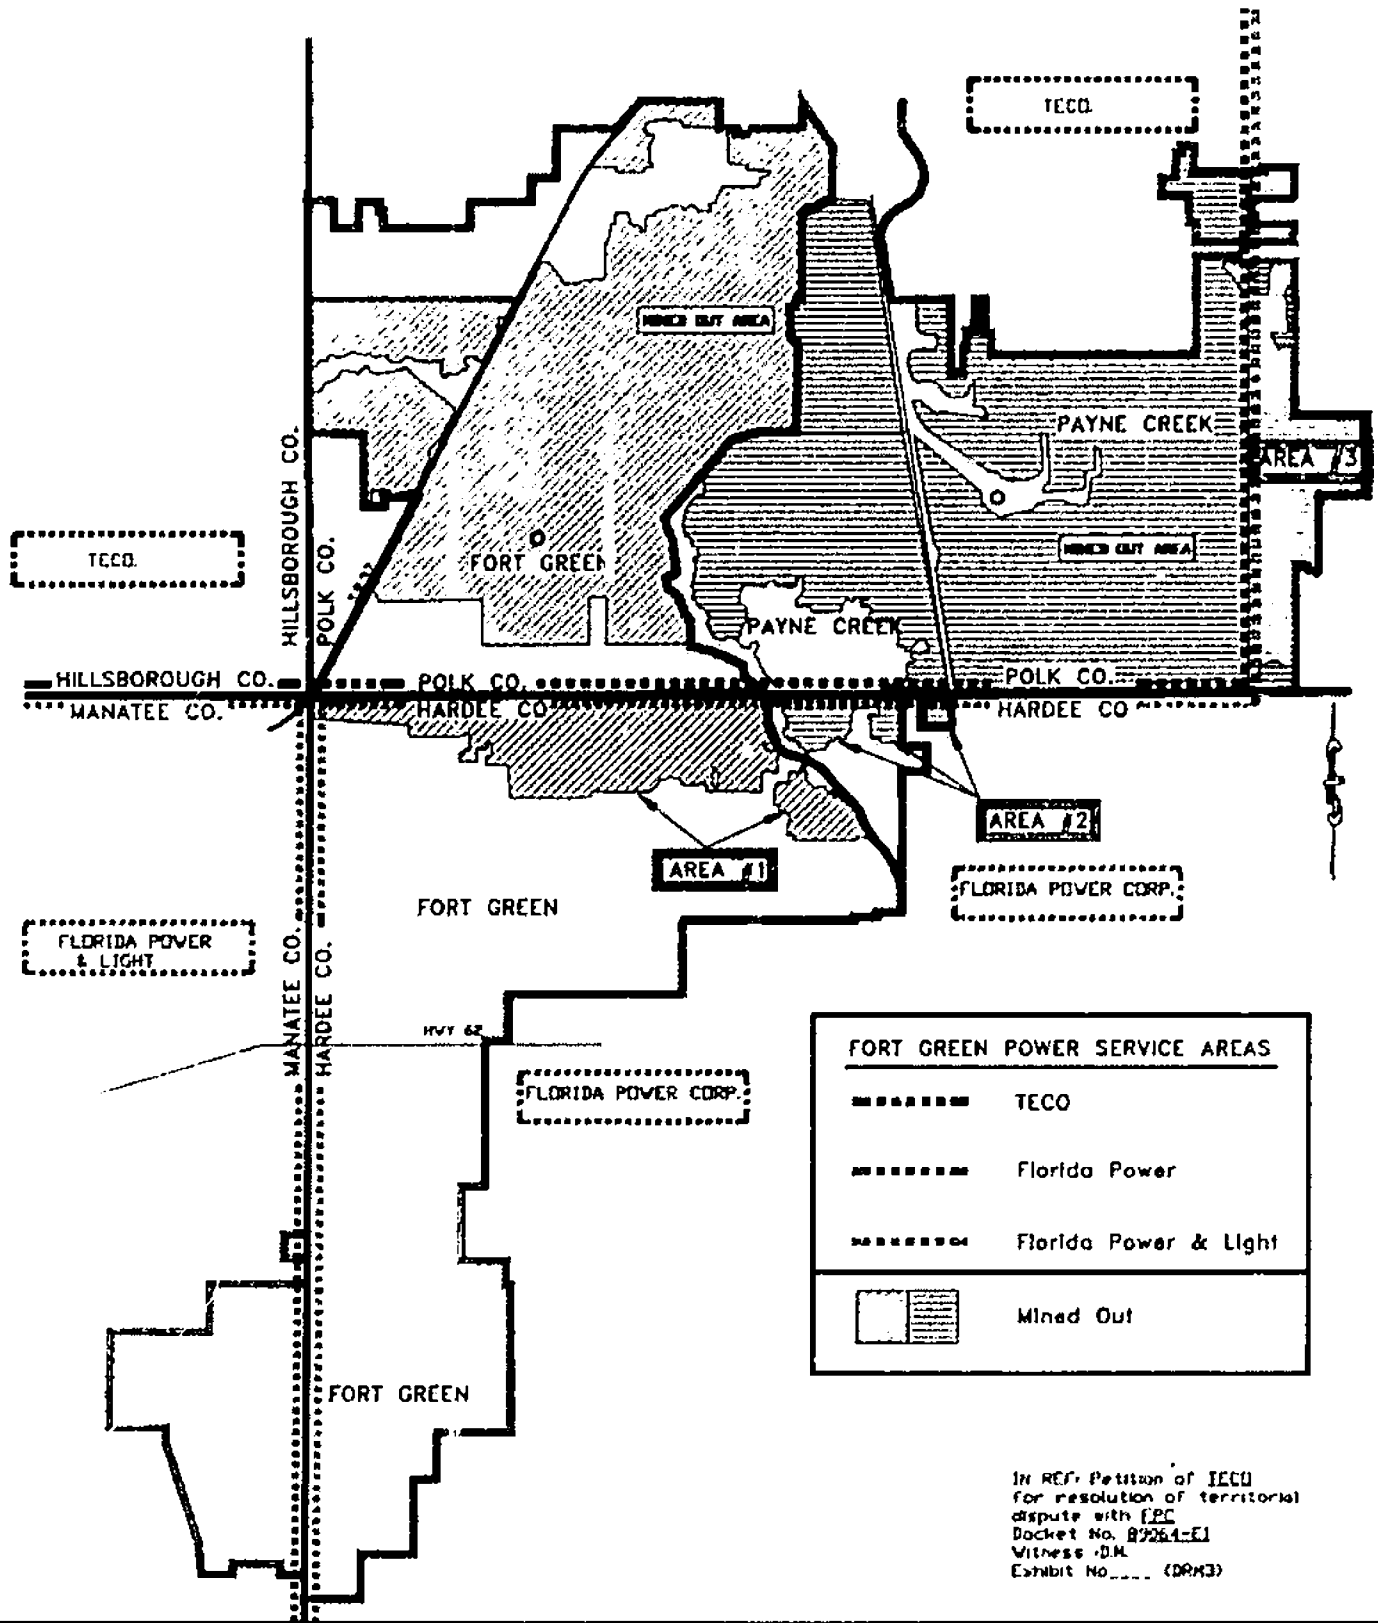 TECO.
MINED OUT AREA
PAYNE CREEK
AREA #3
HILLSBOROUGH CO.
POLK CO.
TECO.
FORT GREEN
MINED OUT AREA
PAYNE CREEK
HILLSBOROUGH CO.
POLK CO.
POLK CO.
MANATEE CO.
HARDEE CO
HARDEE CO
AREA #2
AREA #1
FLORIDA POWER CORP.
FORT GREEN
FLORIDA POWER
& LIGHT
MANATEE CO.
HARDEE CO.
HWY 62
FLORIDA POWER CORP.
FORT GREEN POWER SERVICE AREAS
TECO
Florida Power
Florida Power & Light
Mined Out
FORT GREEN
In REF: Petition of TECO
for resolution of territorial
dispute with FPC
Docket No.
Witness
Exhibit No____ (DRM3)